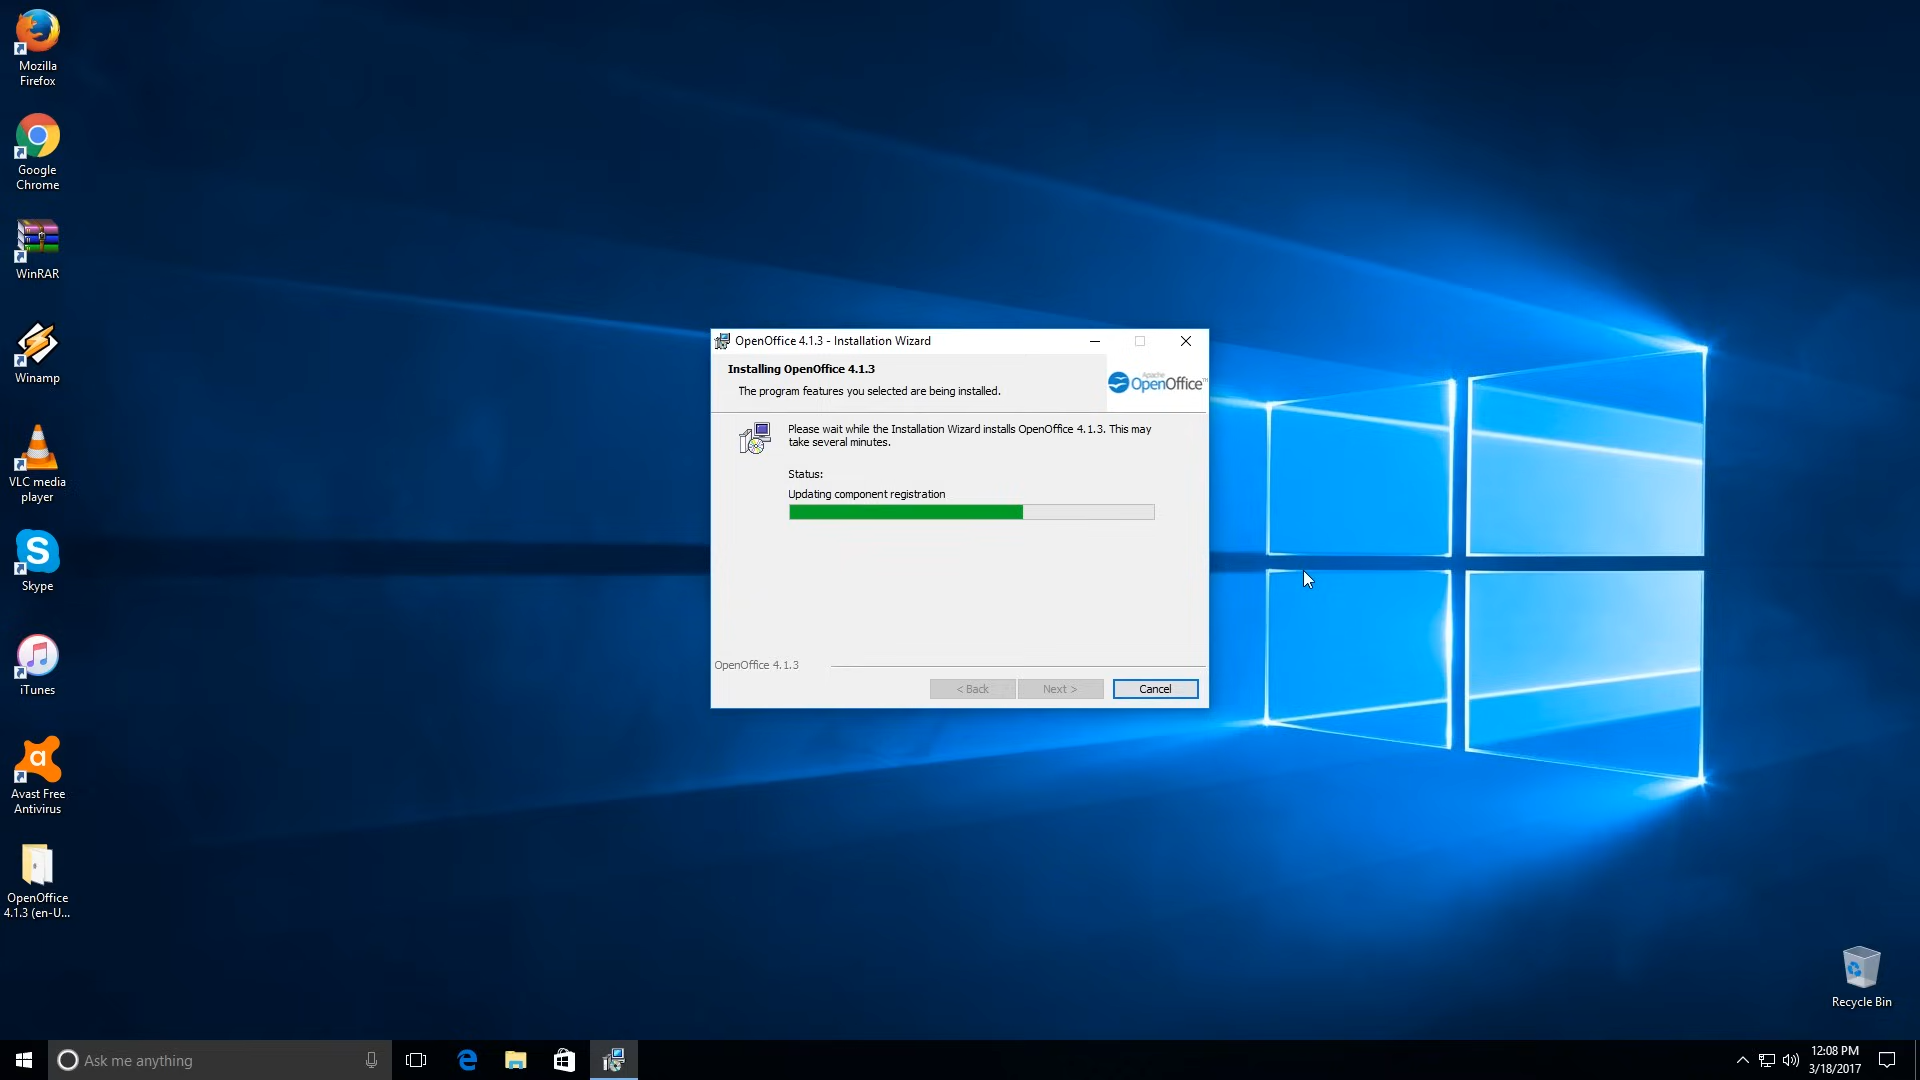 Mozilla
Firefox
Google
Chrome
WinRAR
Winamp
VLC media
player
Skype
iTunes
Avast Free
Antivirus
OpenOffice
4.1.3 (en-U...
OpenOffice 4.1.3 - Installation Wizard
Installing OpenOffice 4.1.3
The program features you selected are being installed.
Apache
OpenOffice™
Please wait while the Installation Wizard installs OpenOffice 4.1.3. This may
take several minutes.
Status:
Updating component registration
OpenOffice 4.1.3
< Back
Next >
Cancel
Recycle Bin
Ask me anything
12:08 PM
3/18/2017